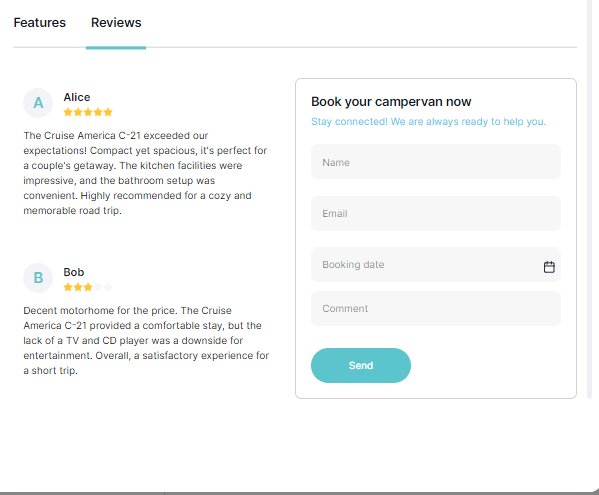 Features Reviews
A Alice
The Cruise America C-21 exceeded our
expectations! Compact yet spacious, it's perfect for
a couple's getaway. The kitchen facilities were
impressive, and the bathroom setup was
convenient. Highly recommended for a cozy and
memorable road trip.
B Bob
Decent motorhome for the price. The Cruise
America C-21 provided a comfortable stay, but the
lack of a TV and CD player was a downside for
entertainment. Overall, a satisfactory experience for
a short trip.
Book your campervan now
Stay connected! We are always ready to help you.
Name
Email
Booking date
Comment
Send